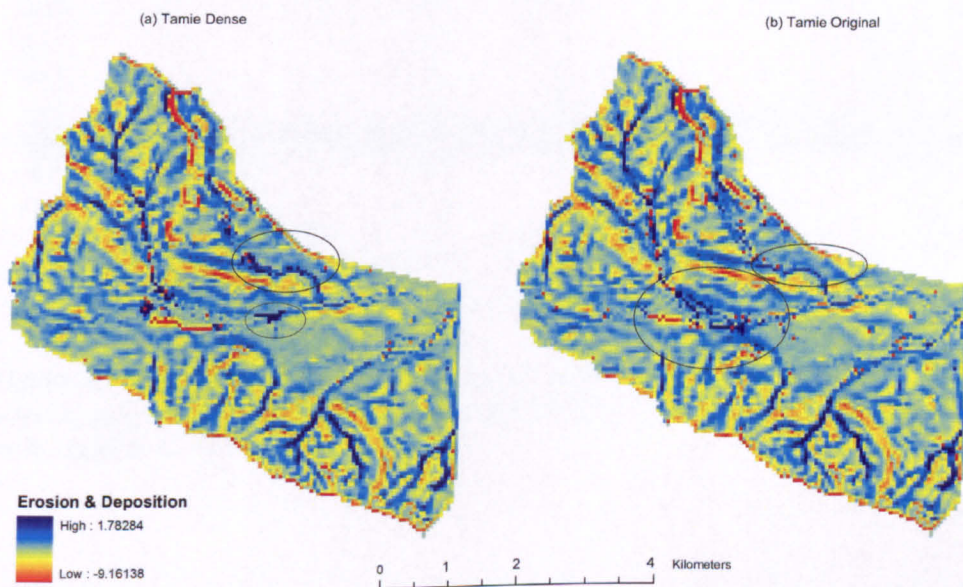 (a) Tamie Dense
(b) Tamie Original
Erosion & Deposition
High : 1.78284
Low : -9.16138
0 1 2 4 Kilometers